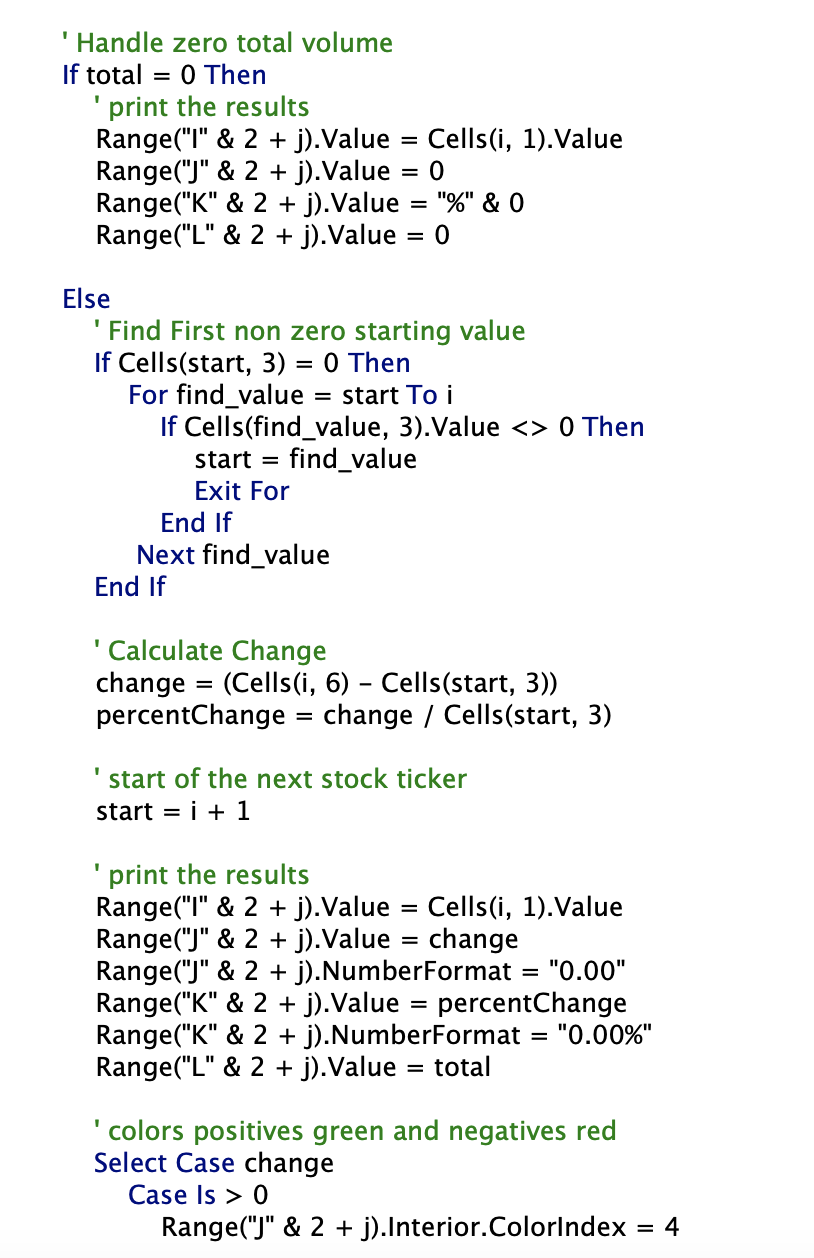 ' Handle zero total volume
If total = 0 Then
' print the results
Range("I" & 2 + j).Value = Cells(i, 1).Value
Range("J" & 2 + j).Value = 0
Range("K" & 2 + j).Value = "%" & 0
Range("L" & 2 + j).Value = 0
Else
' Find First non zero starting value
If Cells(start, 3) = 0 Then
For find_value = start To i
If Cells(find_value, 3).Value <> 0 Then
start = find_value
Exit For
End If
Next find_value
End If
' Calculate Change
change = (Cells(i, 6) - Cells(start, 3))
percentChange = change / Cells(start, 3)
' start of the next stock ticker
start = i + 1
' print the results
Range("I" & 2 + j).Value = Cells(i, 1).Value
Range("J" & 2 + j).Value = change
Range("J" & 2 + j).NumberFormat = "0.00"
Range("K" & 2 + j).Value = percentChange
Range("K" & 2 + j).NumberFormat = "0.00%"
Range("L" & 2 + j).Value = total
' colors positives green and negatives red
Select Case change
Case Is > 0
Range("J" & 2 + j).Interior.ColorIndex = 4